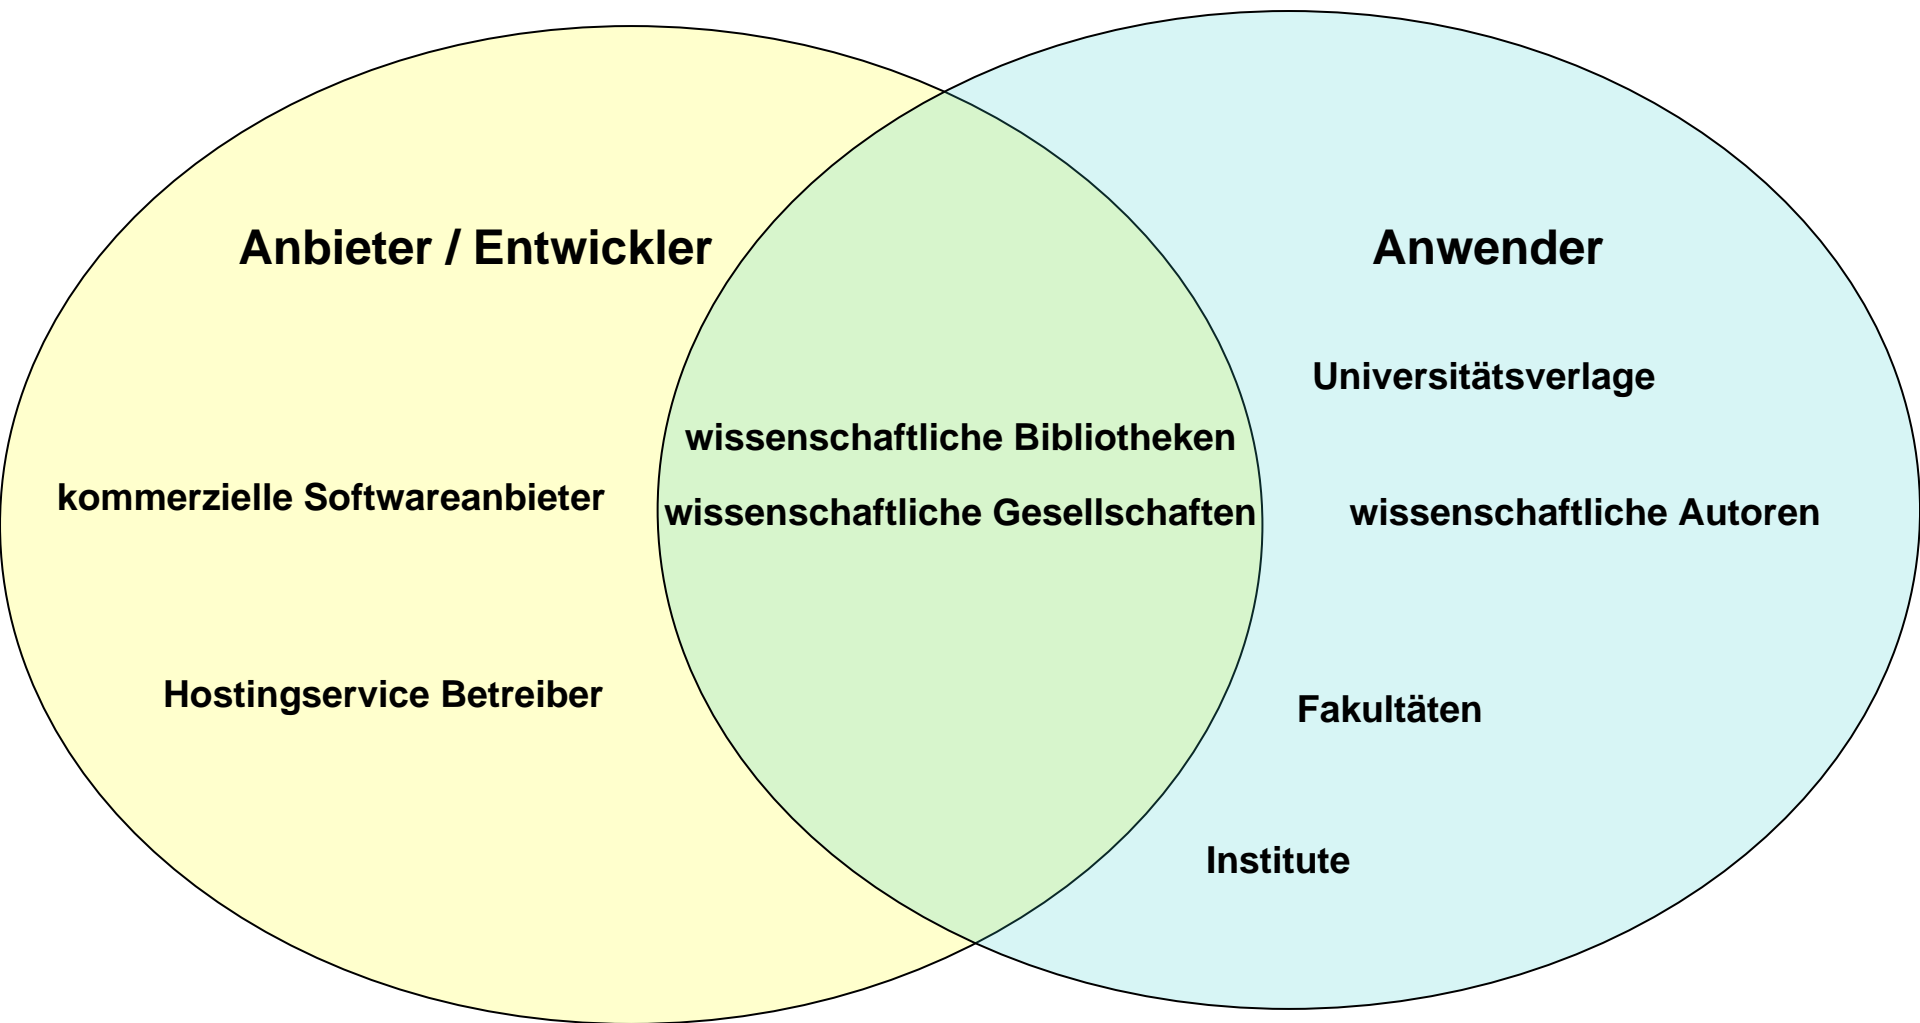 Anbieter / Entwickler
kommerzielle Softwareanbieter
Hostingservice Betreiber
wissenschaftliche Bibliotheken
wissenschaftliche Gesellschaften
Anwender
Universitätsverlage
wissenschaftliche Autoren
Fakultäten
Institute